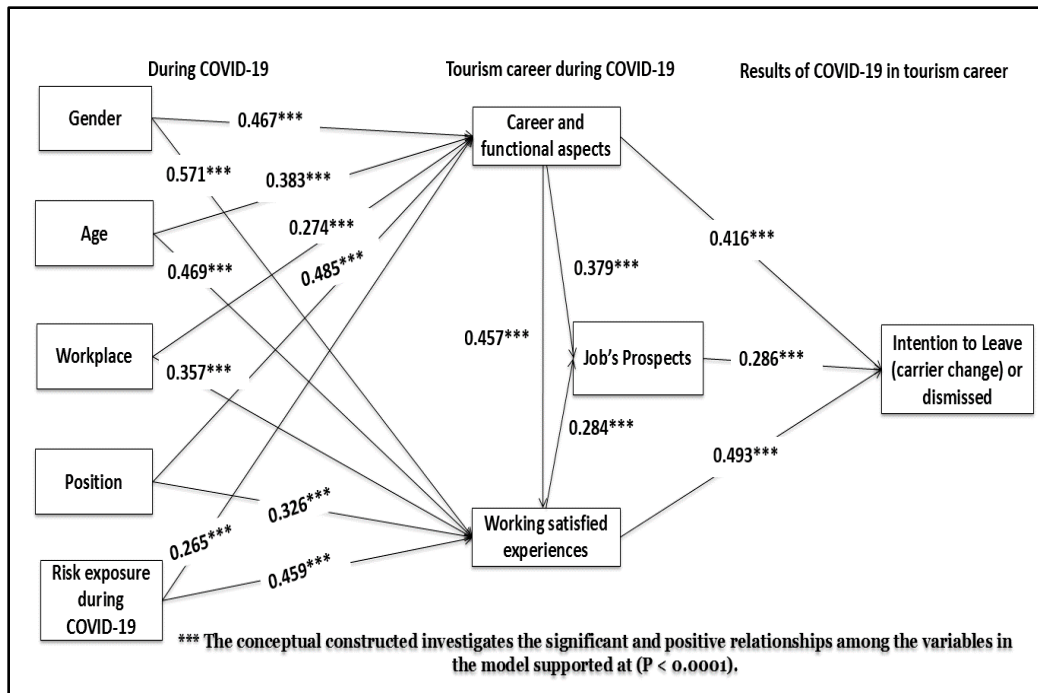 During COVID-19
Tourism career during COVID-19
Results of COVID-19 in tourism career
Gender
0.467***
Career and
functional aspects
0.571***
0.383***
Age
0.274***
0.416***
0.469***
0.485***
0.379***
Workplace
0.357***
0.457***
Job's Prospects
0.286***
Intention to Leave
(carrier change) or
dismissed
0.284***
0.493***
Position
0.326***
Working satisfied
experiences
0.265***
0.459***
Risk exposure
during
COVID-19
*** The conceptual constructed investigates the significant and positive relationships among the variables in
the model supported at (P < 0.0001).